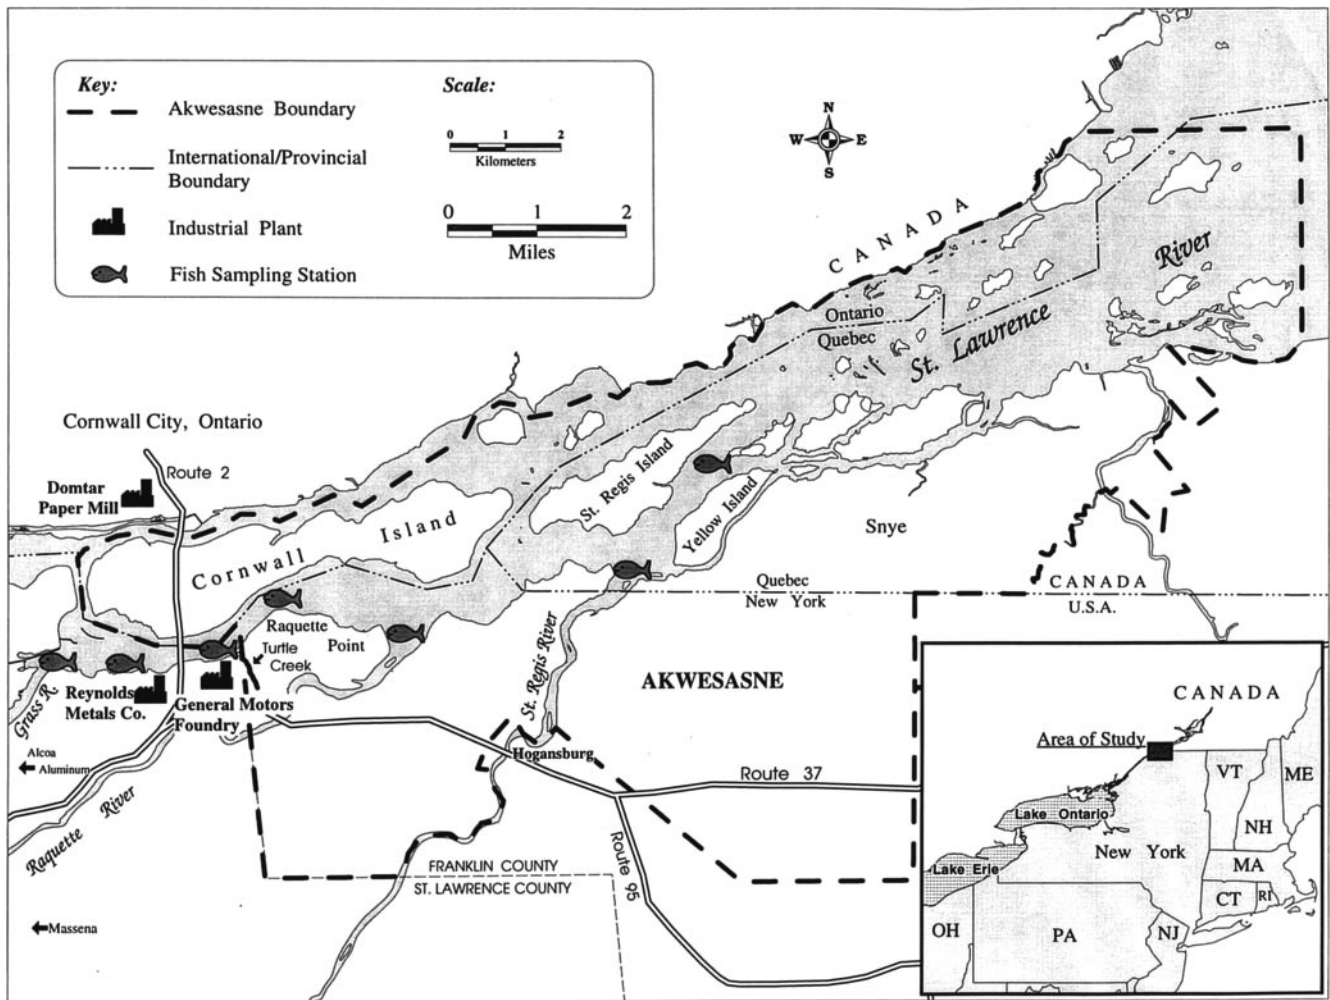 Key:
Akwesasne Boundary
International/Provincial
Boundary
Industrial Plant
Fish Sampling Station
Scale:
0 1 2
Kilometers
0 1 2
Miles
N
W E
S
CANADA
Ontario
Quebec
St. Lawrence
River
Cornwall City, Ontario
Route 2
Domtar
Paper Mill
Cornwall Island
St. Regis Island
Yellow Island
Snye
Quebec
New York
CANADA
U.S.A.
Raquette
Point
Turtle
Creek
St. Regis River
AKWESASNE
Grass R.
Reynolds
Metals Co.
General Motors
Foundry
Hogansburg
Alcoa
Aluminum
Raquette River
Route 37
Route 95
FRANKLIN COUNTY
ST. LAWRENCE COUNTY
Massena
CANADA
Area of Study
VT
ME
Lake Ontario
NH
New York
MA
Lake Erie
CT
RI
OH
PA
NJ